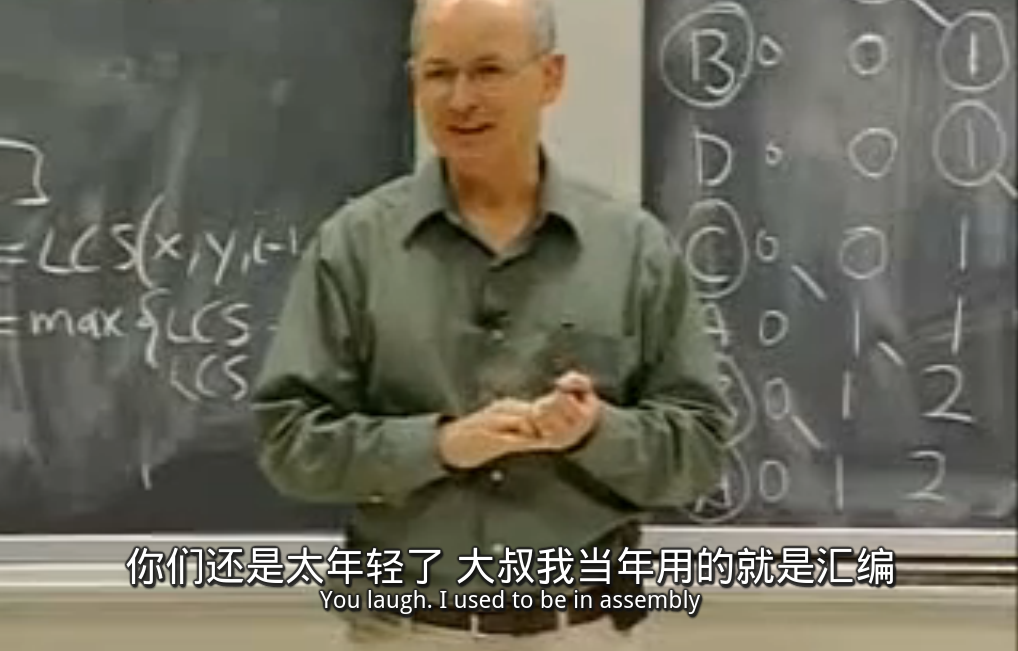 = LCS(x,y,i-1
= max{LCS
LCS
B 0 0 1
D 0 0 1
C 0 0 1
A 0 1 1
B 0 1 2
A 0 1 2
你们还是太年轻了 大叔我当年用的就是汇编
You laugh. I used to be in assembly